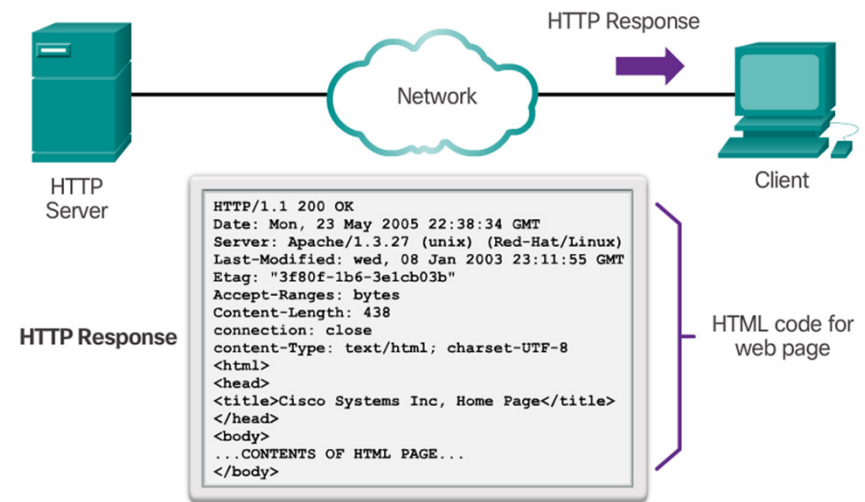 HTTP Response
Network
HTTP
Server
Client
HTTP Response
HTTP/1.1 200 OK
Date: Mon, 23 May 2005 22:38:34 GMT
Server: Apache/1.3.27 (unix) (Red-Hat/Linux)
Last-Modified: wed, 08 Jan 2003 23:11:55 GMT
Etag: "3f80f-1b6-3e1cb03b"
Accept-Ranges: bytes
Content-Length: 438
connection: close
content-Type: text/html; charset-UTF-8
<html>
<head>
<title>Cisco Systems Inc, Home Page</title>
</head>
<body>
...CONTENTS OF HTML PAGE...
</body>
HTML code for
web page